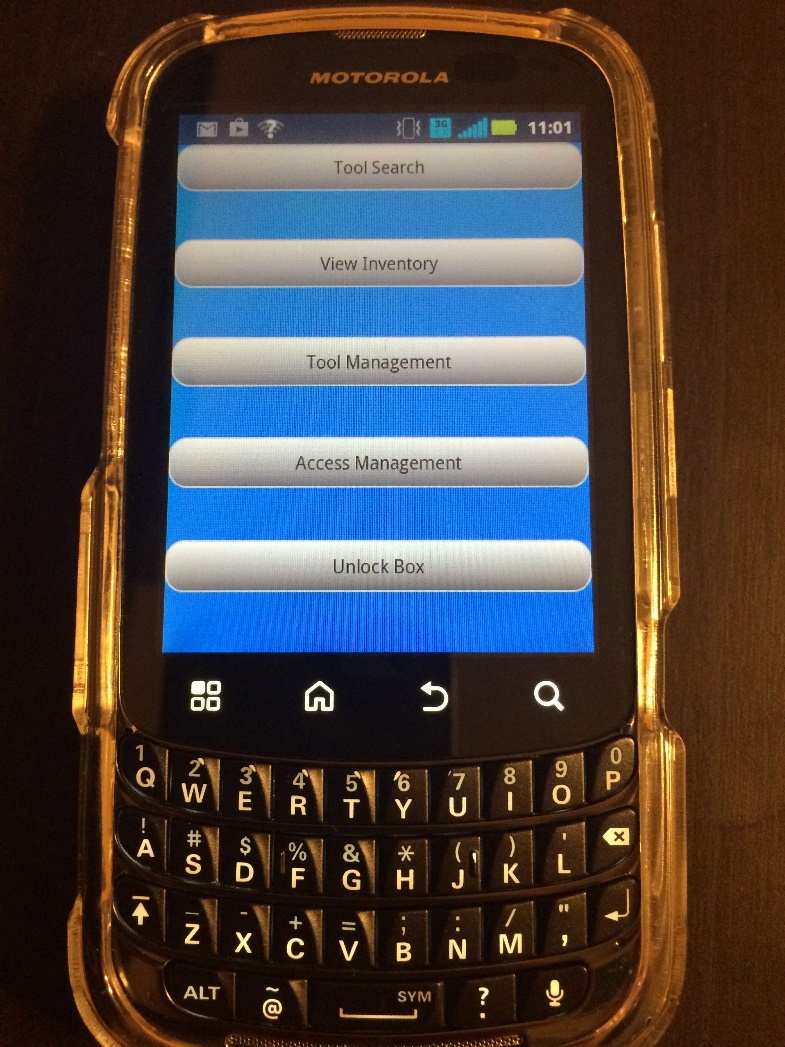 MOTOROLA
3G 11:01
Tool Search
View Inventory
Tool Management
Access Management
Unlock Box
1 2 3 4 5 6 7 8 9 0
Q W E R T Y U I O P
! # $ % & * ( ) '
A S D F G H J K L
_ - + = ; : / "
Z X C V B N M ,
ALT ~ @ SYM ? .